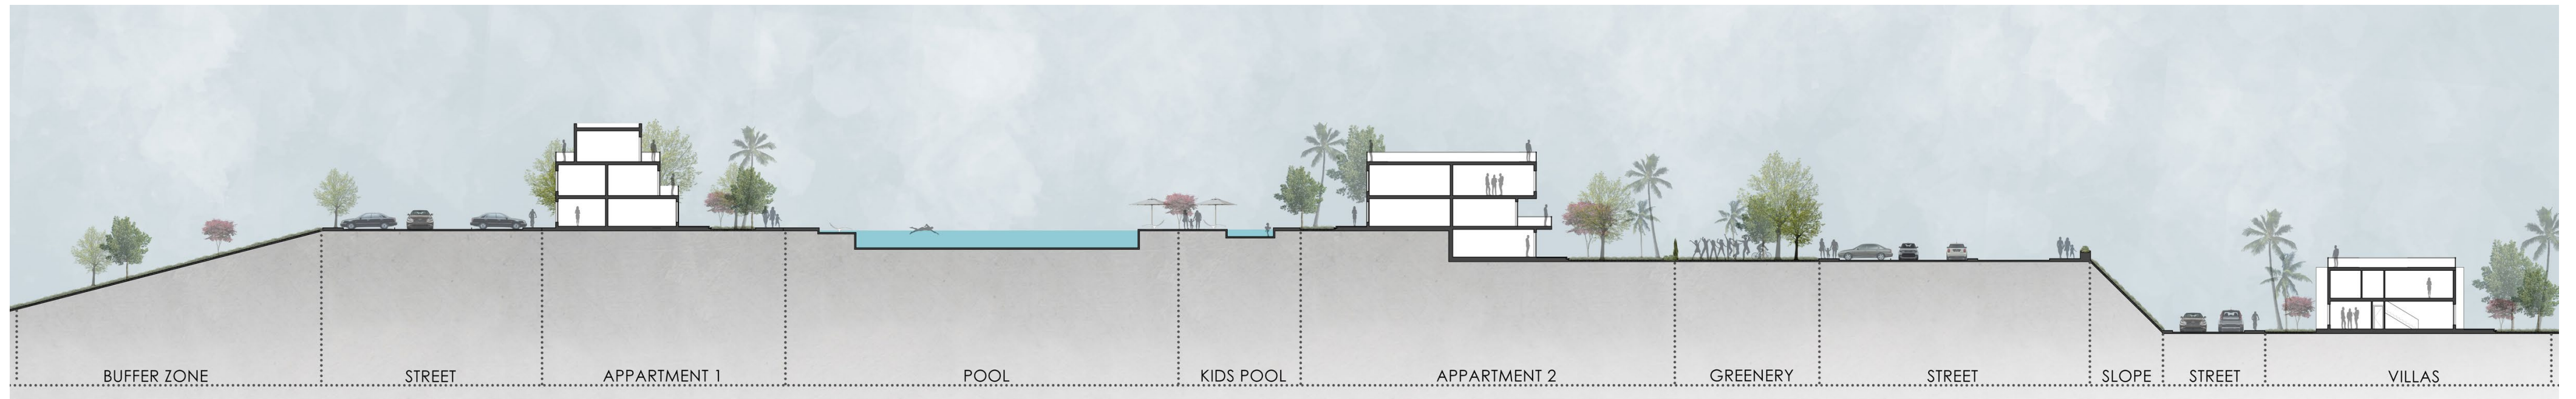 BUFFER ZONE
STREET
APPARTMENT 1
POOL
KIDS POOL
APPARTMENT 2
GREENERY
STREET
SLOPE
STREET
VILLAS